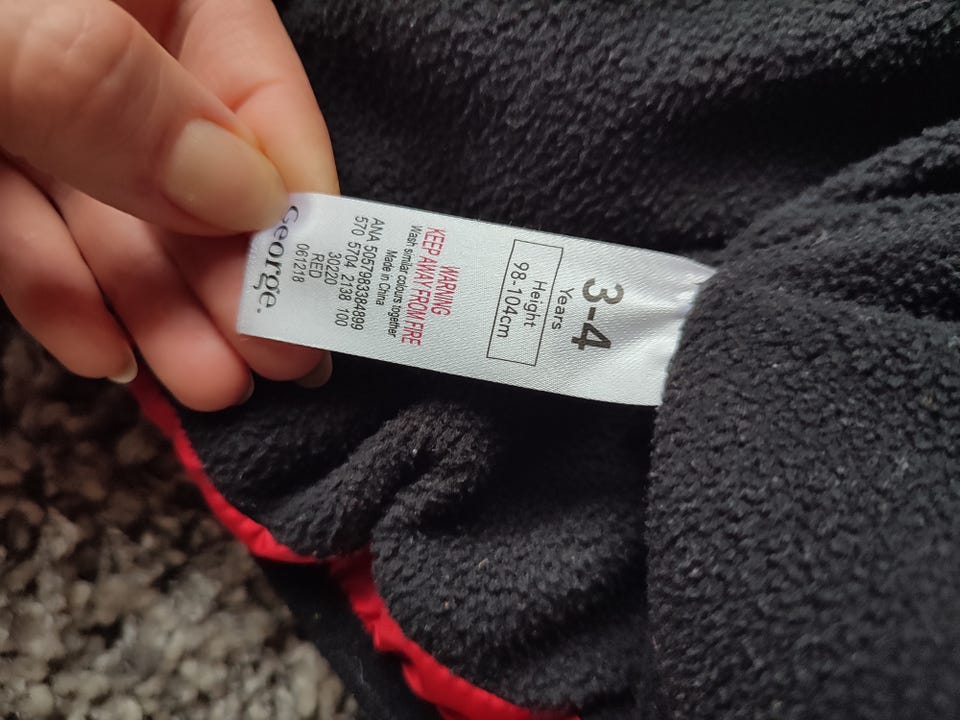 3-4
Years
Height
98-104cm
WARNING
KEEP AWAY FROM FIRE
Wash similar colours together
Made in China
ANA 5057983384899
570 5704 2138 100
30220
RED
061218
George.